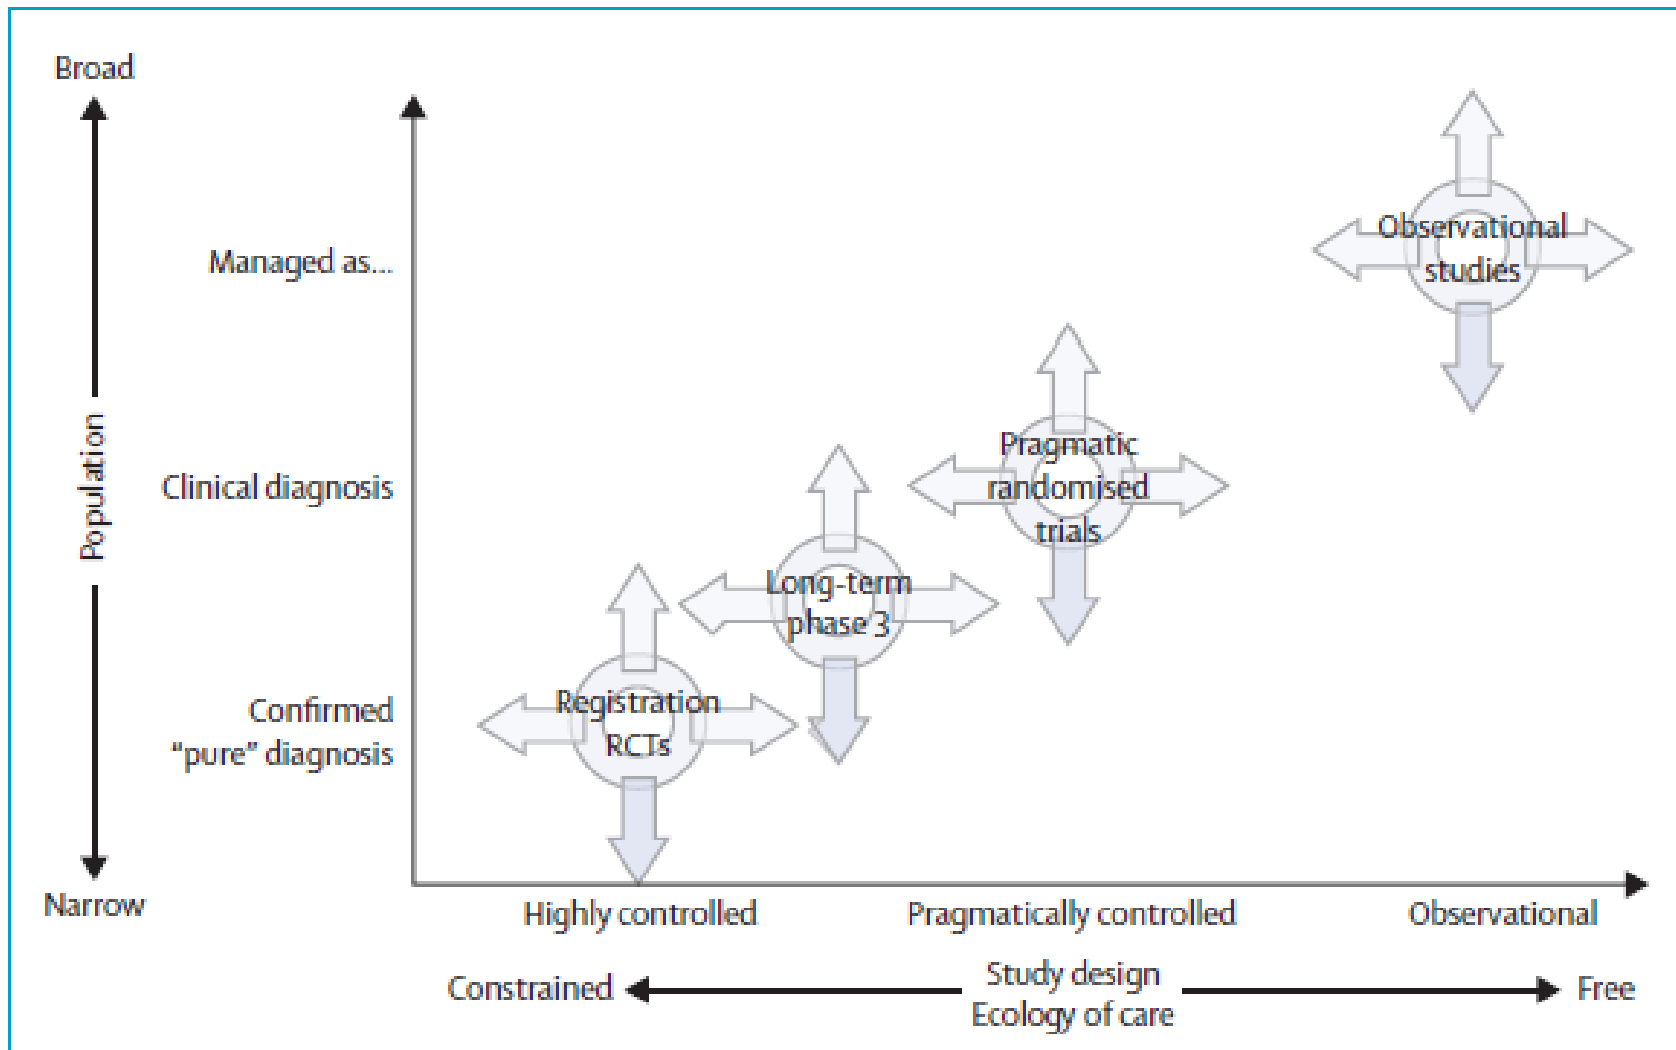 Broad
Managed as...
Clinical diagnosis
Confirmed
“pure” diagnosis
Population
Narrow
Observational
studies
Pragmatic
randomised
trials
Long-term
phase 3
Registration
RCTs
Highly controlled
Pragmatically controlled
Observational
Constrained
Study design
Ecology of care
Free